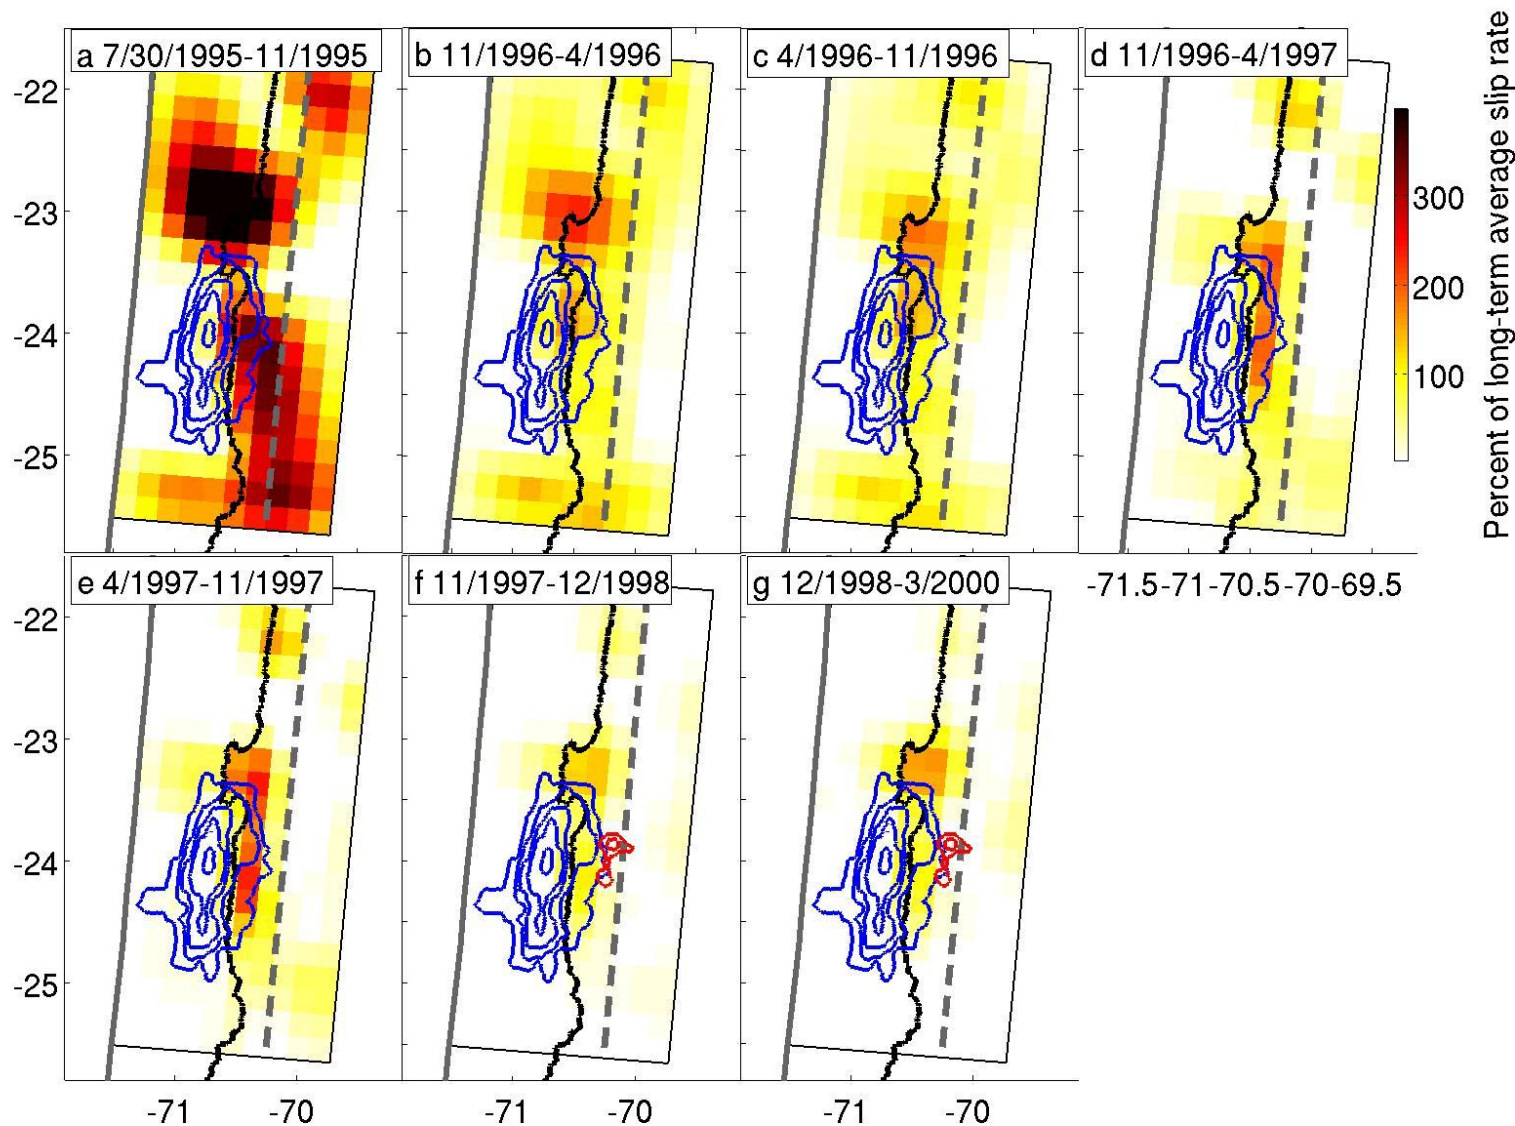 a 7/30/1995-11/1995
b 11/1996-4/1996
c 4/1996-11/1996
d 11/1996-4/1997
-22
-23
-24
-25
300
200
100
Percent of long-term average slip rate
-71.5-71-70.5-70-69.5
e 4/1997-11/1997
f 11/1997-12/1998
g 12/1998-3/2000
-22
-23
-24
-25
-71 -70
-71 -70
-71 -70